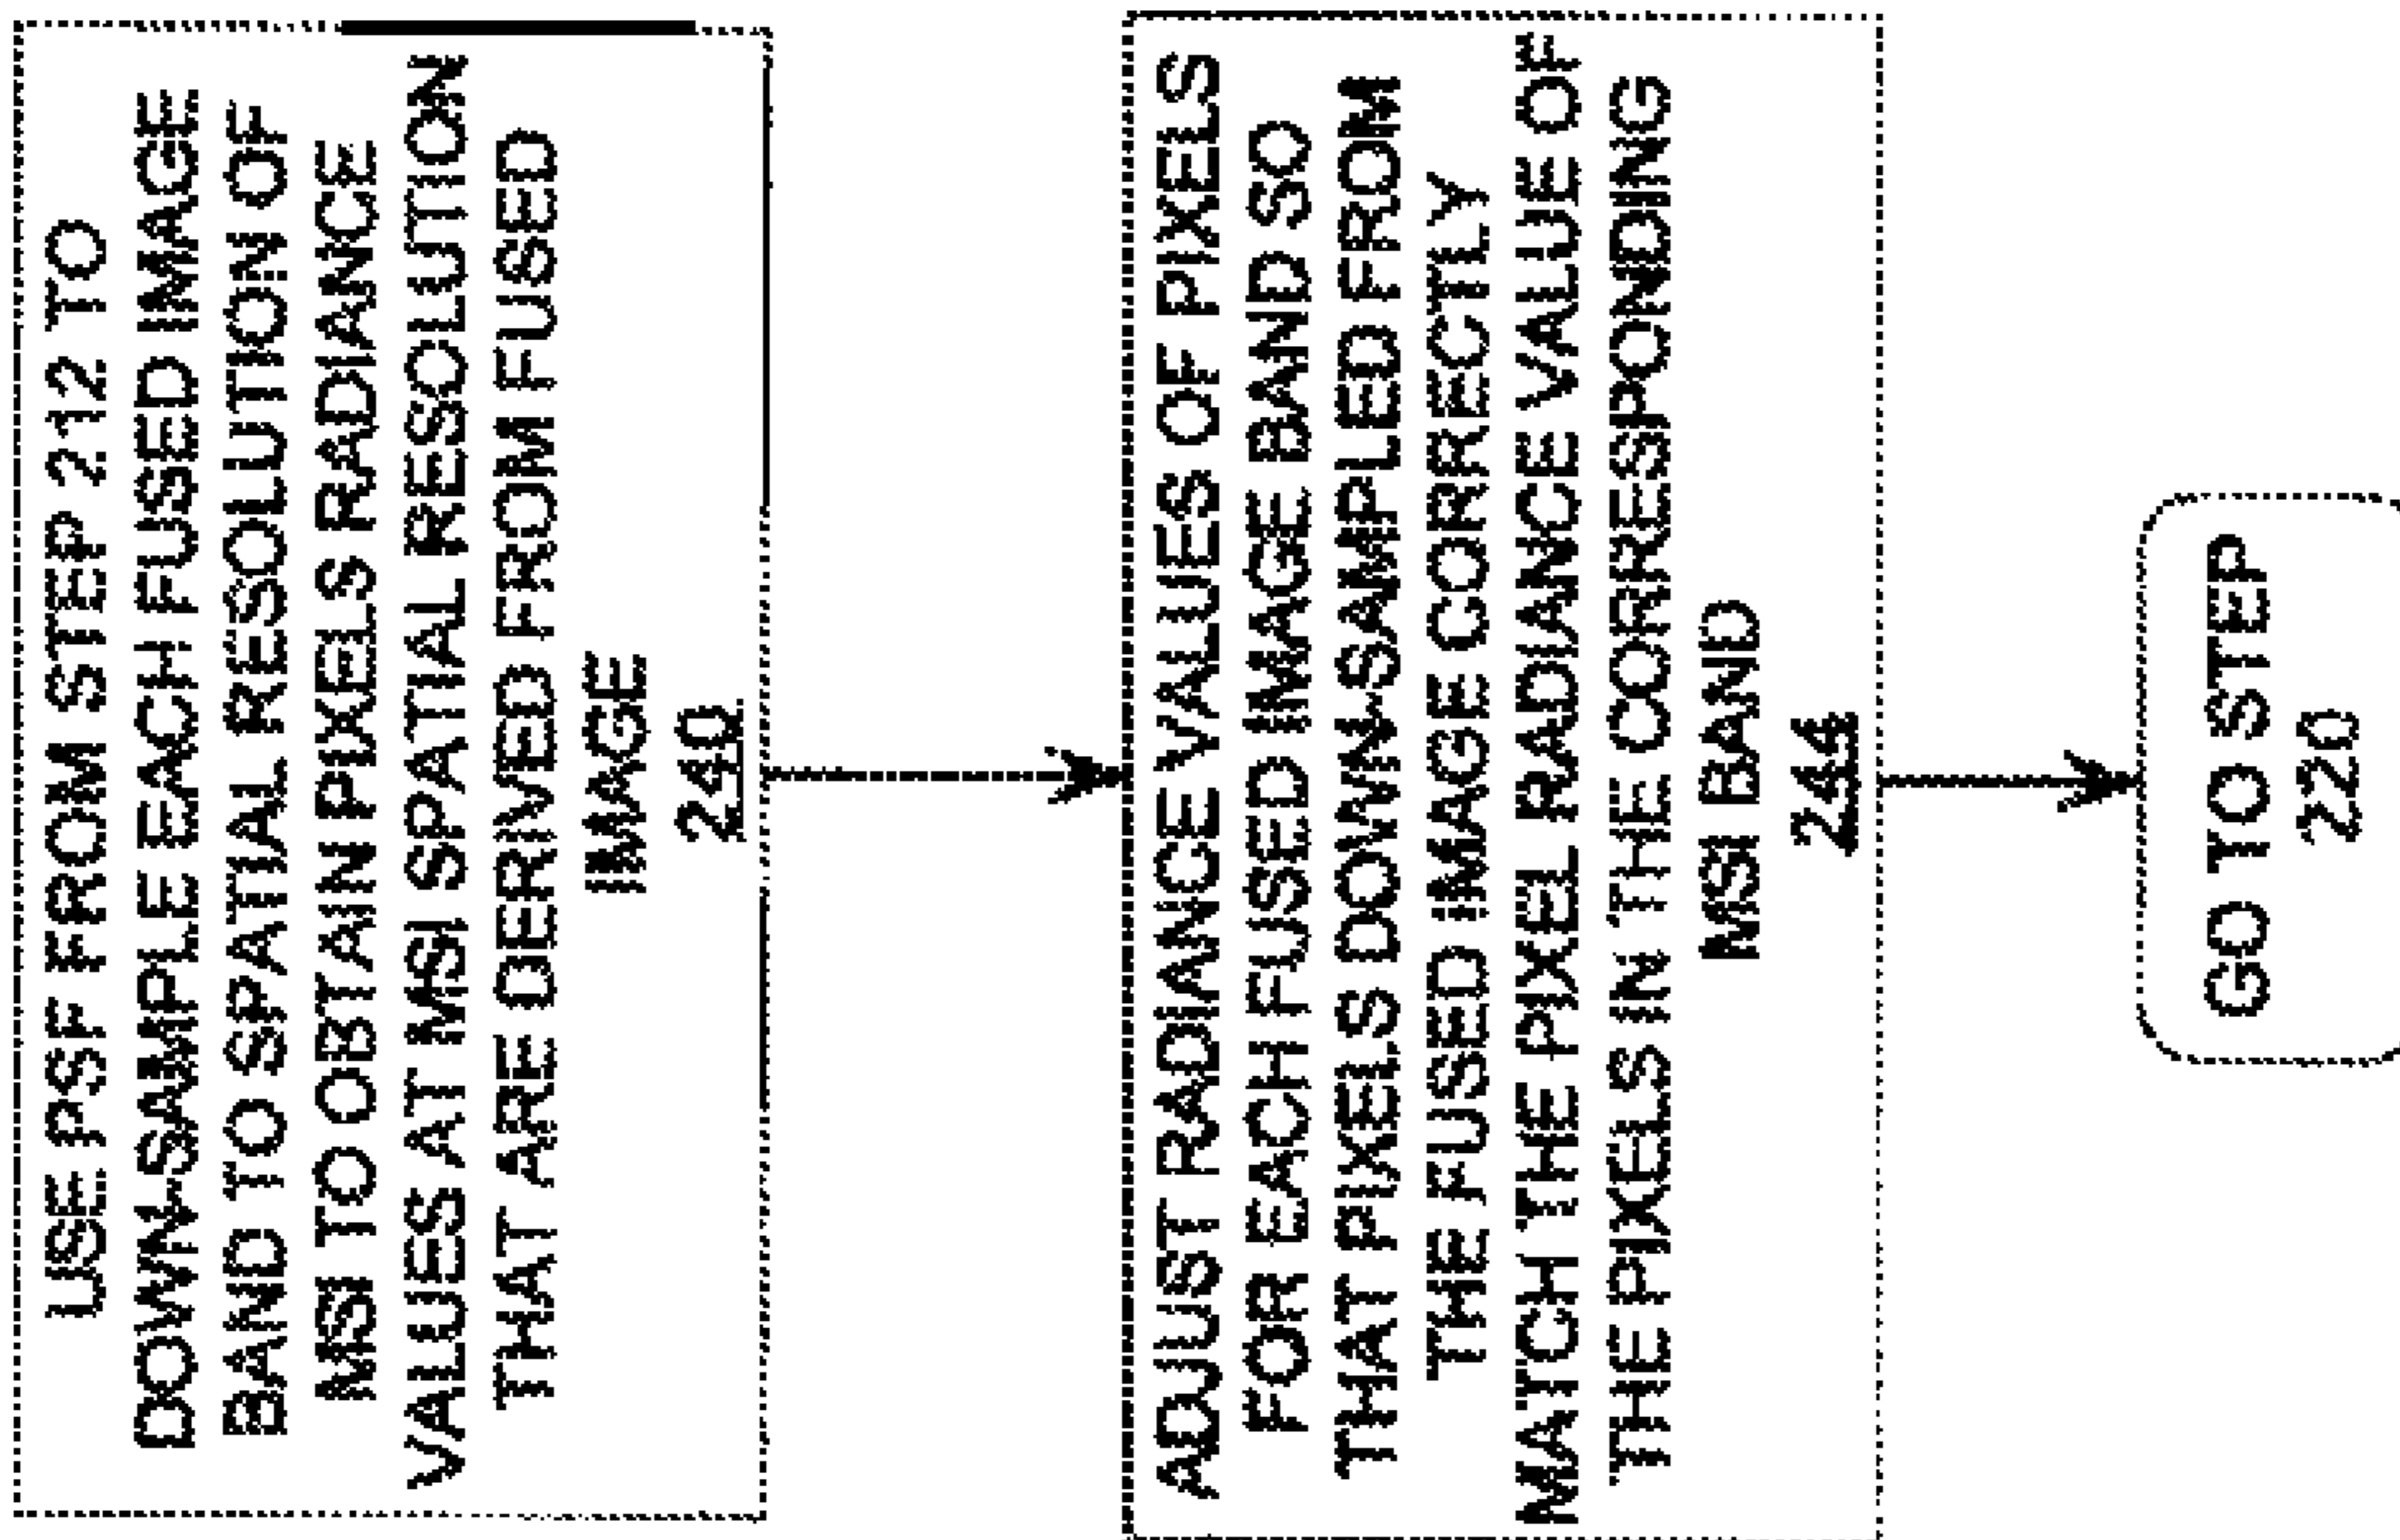 USE PSF FROM STEP 212 TO
DOWN-SAMPLE EACH FUSED IMAGE
BAND TO SPATIAL RESOLUTION OF
MSI TO OBTAIN PIXELS RADIANCE
VALUES AT MSI SPATIAL RESOLUTION
THAT ARE DERIVED FROM FUSED
IMAGE
240
ADJUST RADIANCE VALUES OF PIXELS
FOR EACH FUSED IMAGE BAND SO
THAT PIXELS DOWN-SAMPLED FROM
THE FUSED IMAGE CORRECTLY
MATCH THE PIXEL RADIANCE VALUE OF
THE PIXELS IN THE CORRESPONDING
MSI BAND
244
GO TO STEP
220